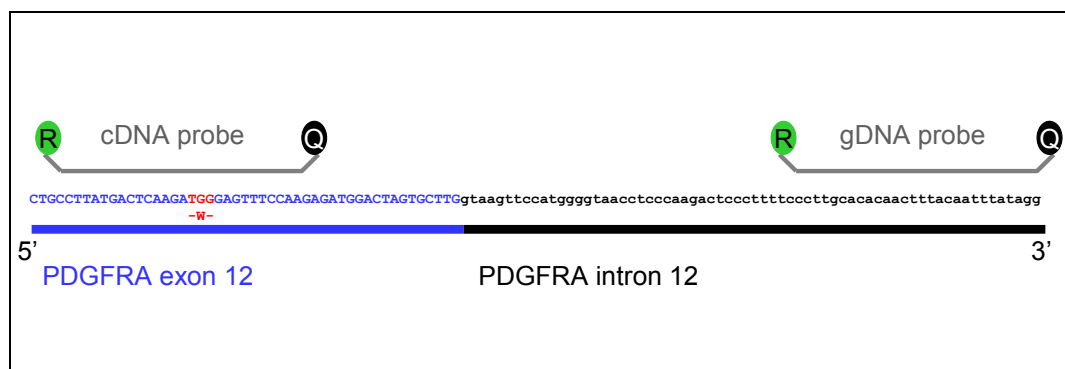 R cDNA probe Q R gDNA probe Q
CTGCCTTATGACTCAAGATGGGAGTTTCCAAGAGATGGACTAGTGCTTGgtaagttccatggggtaacctcccaagactcccttttcccttgcacacaactttacaatttatagg
-W-
5’ 3’
PDGFRA exon 12 PDGFRA intron 12